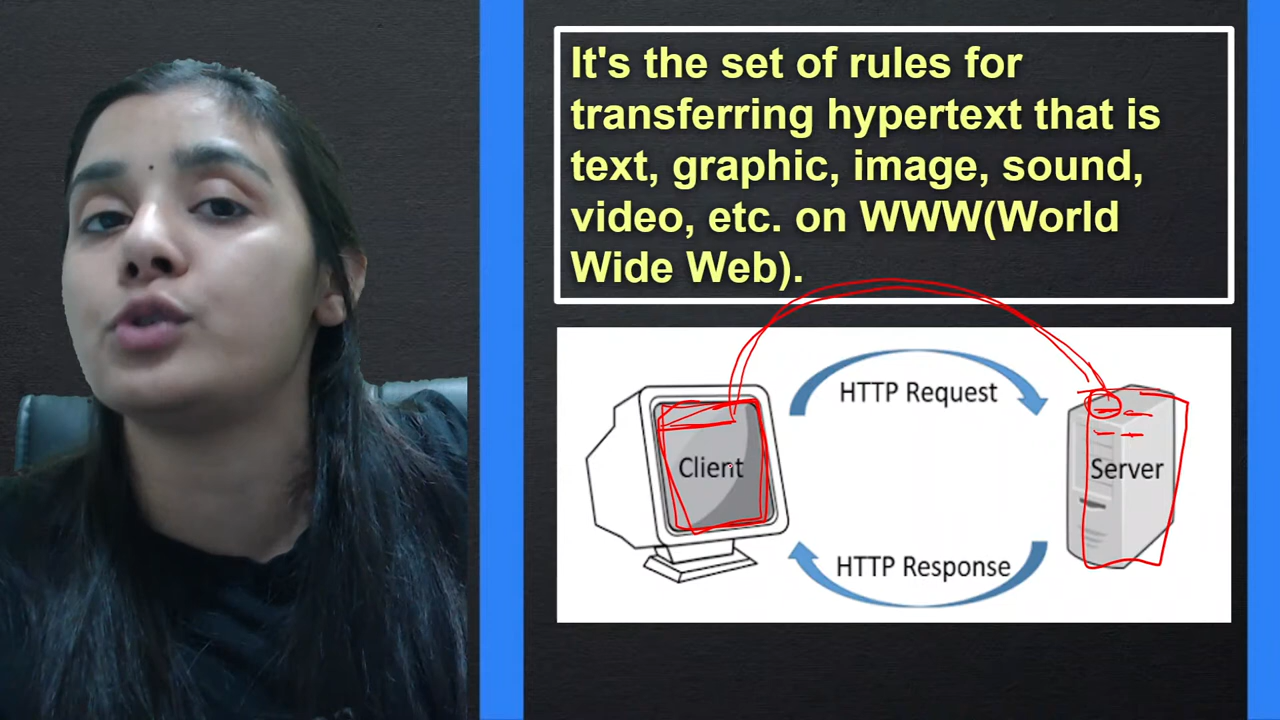 It's the set of rules for
transferring hypertext that is
text, graphic, image, sound,
video, etc. on WWW(World
Wide Web).
HTTP Request
Client
Server
HTTP Response